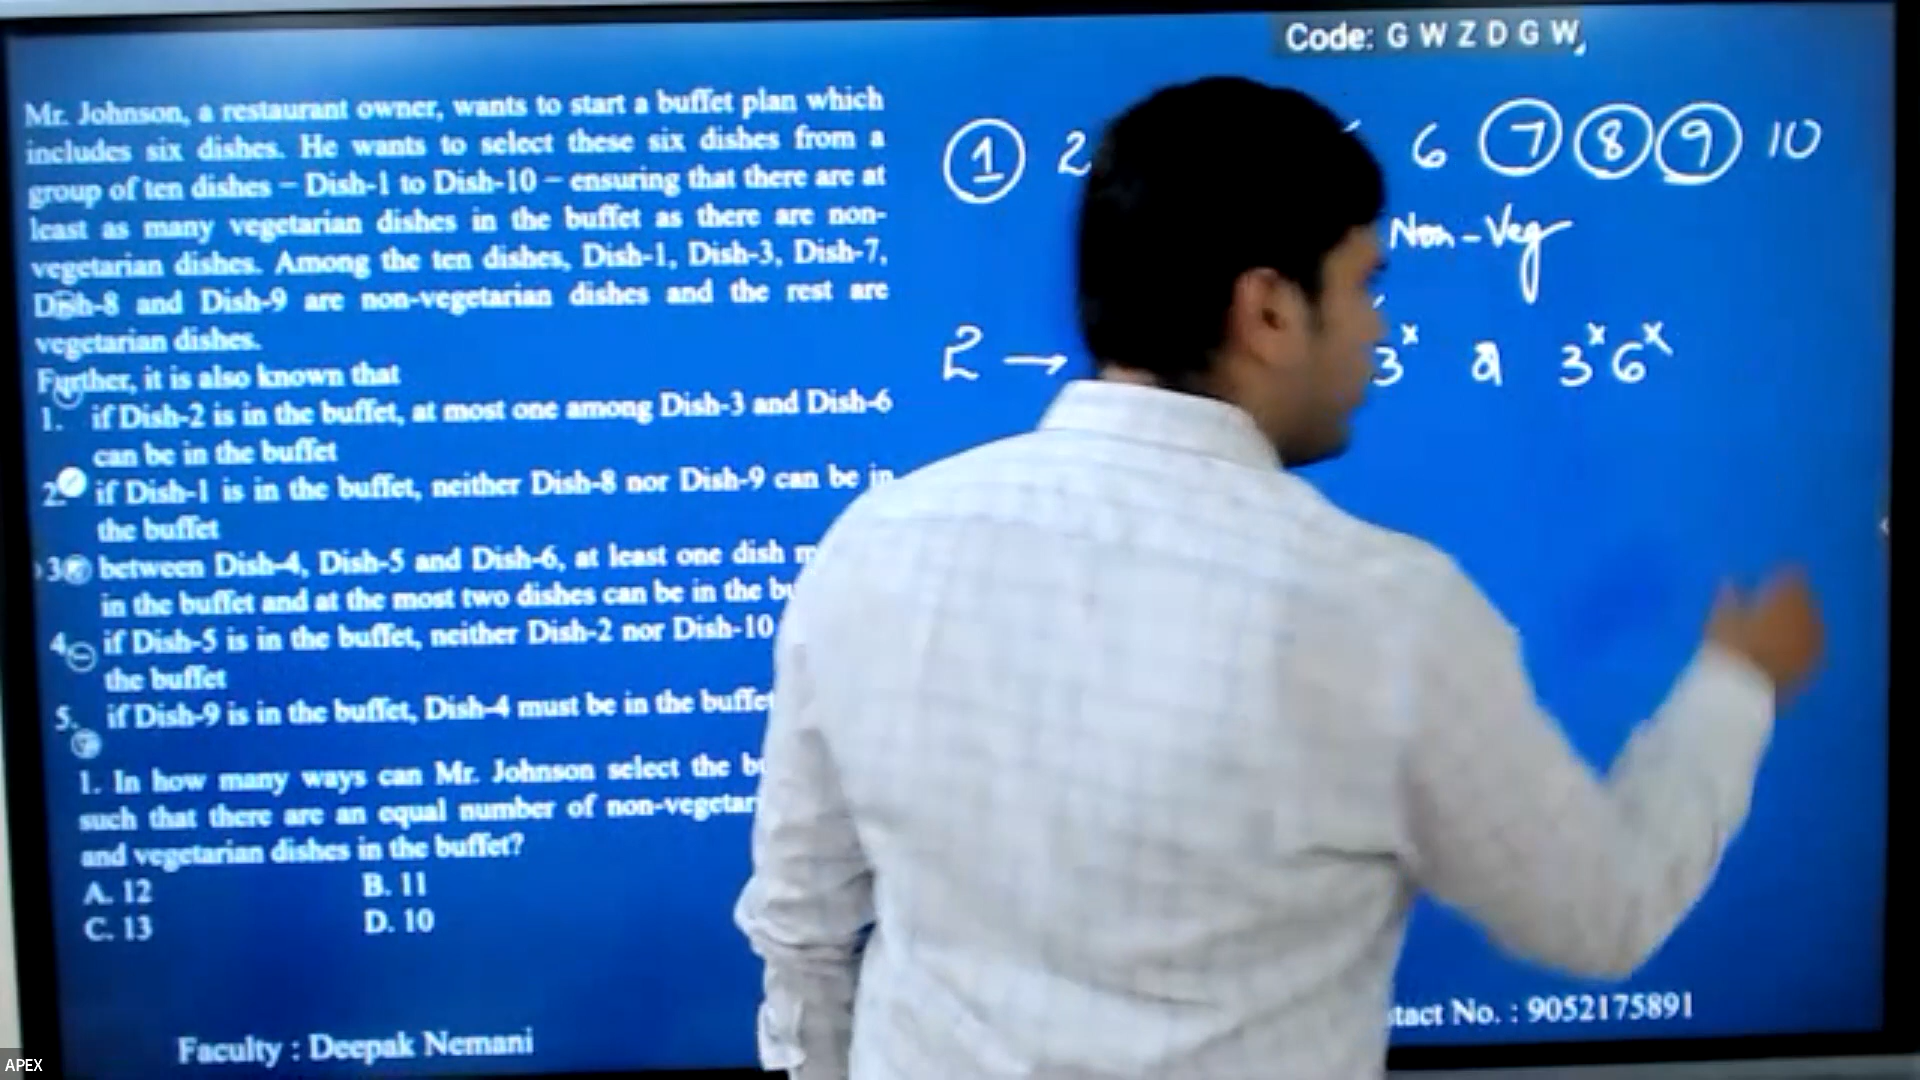 Code: G W Z D G W
Mr. Johnson, a restaurant owner, wants to start a buffet plan which
includes six dishes. He wants to select these six dishes from a
group of ten dishes – Dish-1 to Dish-10 – ensuring that there are at
least as many vegetarian dishes in the buffet as there are non-
vegetarian dishes. Among the ten dishes, Dish-1, Dish-3, Dish-7,
Dish-8 and Dish-9 are non-vegetarian dishes and the rest are
vegetarian dishes.
Further, it is also known that
1. if Dish-2 is in the buffet, at most one among Dish-3 and Dish-6
can be in the buffet
2. if Dish-1 is in the buffet, neither Dish-8 nor Dish-9 can be in
the buffet
3. between Dish-4, Dish-5 and Dish-6, at least one dish
in the buffet and at the most two dishes can be in the
4. if Dish-5 is in the buffet, neither Dish-2 nor Dish-10
the buffet
5. if Dish-9 is in the buffet, Dish-4 must be in the buffet
1. In how many ways can Mr. Johnson select the
such that there are an equal number of
and vegetarian dishes in the buffet?
A. 12 B. 11
C. 13 D. 10
Faculty : Deepak Nemani
1 2 6 7 8 9 10
Non-Veg
2 → 3ˣ 3ˣ 6ˣ
No. : 9052175891
APEX